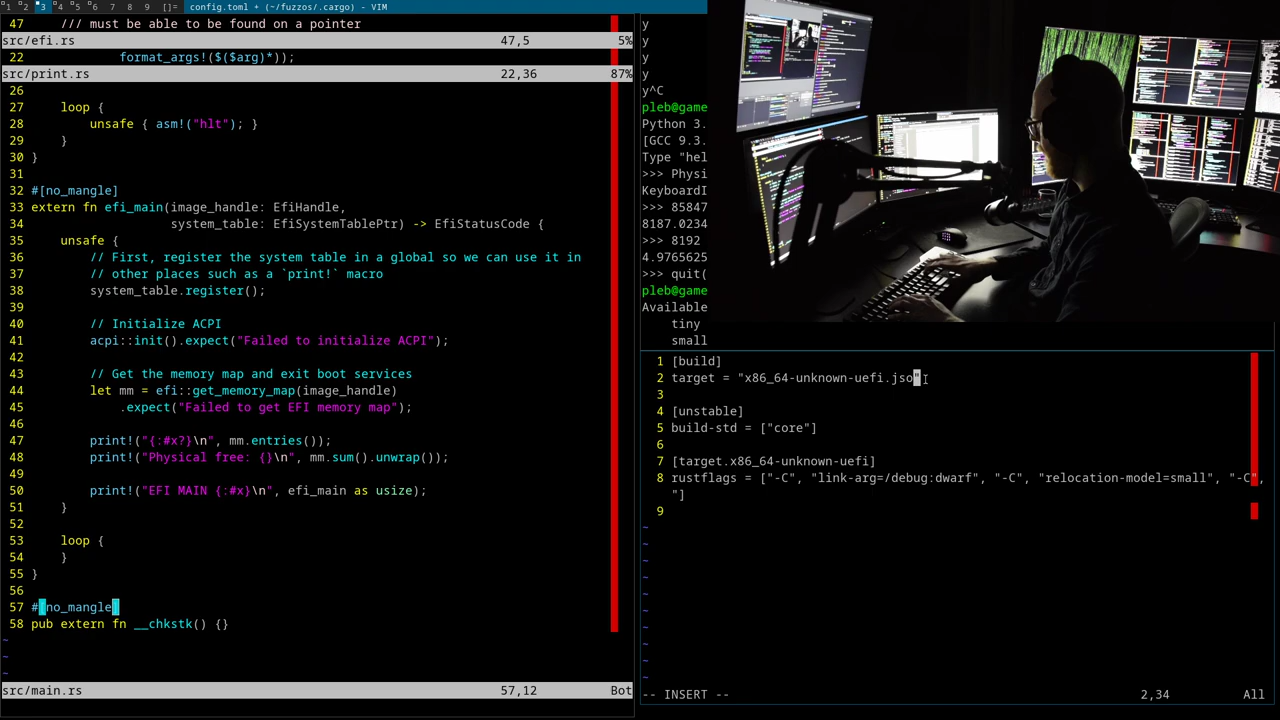 1 2 3 4 5 6 7 8 9 []= config.toml + (~/fuzzos/.cargo) - VIM
47 /// must be able to be found on a pointer
src/efi.rs 47,5 5%
22 format_args!($($arg)*));
src/print.rs 22,36 87%
26
27 loop {
28 unsafe { asm!("hlt"); }
29 }
30 }
31
32 #[no_mangle]
33 extern fn efi_main(image_handle: EfiHandle,
34 system_table: EfiSystemTablePtr) -> EfiStatusCode {
35 unsafe {
36 // First, register the system table in a global so we can use it in
37 // other places such as a `print!` macro
38 system_table.register();
39
40 // Initialize ACPI
41 acpi::init().expect("Failed to initialize ACPI");
42
43 // Get the memory map and exit boot services
44 let mm = efi::get_memory_map(image_handle)
45 .expect("Failed to get EFI memory map");
46
47 print!("{:#x?}\n", mm.entries());
48 print!("Physical free: {}\n", mm.sum().unwrap());
49
50 print!("EFI MAIN {:#x}\n", efi_main as usize);
51 }
52
53 loop {
54 }
55 }
56
57 #[no_mangle]
58 pub extern fn __chkstk() {}
~
~
~
src/main.rs 57,12 Bot
y
y
y
y
y^C
pleb@game
Python 3.
[GCC 9.3.
Type "hel
>>> Physi
KeyboardI
>>> 85847
8187.0234
>>> 8192
4.9765625
>>> quit(
pleb@game
Available
tiny
small
1 [build]
2 target = "x86_64-unknown-uefi.jso"
3
4 [unstable]
5 build-std = ["core"]
6
7 [target.x86_64-unknown-uefi]
8 rustflags = ["-C", "link-arg=/debug:dwarf", "-C", "relocation-model=small", "-C",
"]
9
~
~
~
~
~
~
~
~
~
~
-- INSERT -- 2,34 All